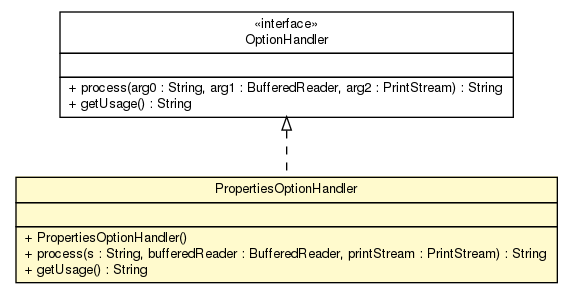 «interface»
OptionHandler
+ process(arg0 : String, arg1 : BufferedReader, arg2 : PrintStream) : String
+ getUsage() : String
PropertiesOptionHandler
+ PropertiesOptionHandler()
+ process(s : String, bufferedReader : BufferedReader, printStream : PrintStream) : String
+ getUsage() : String